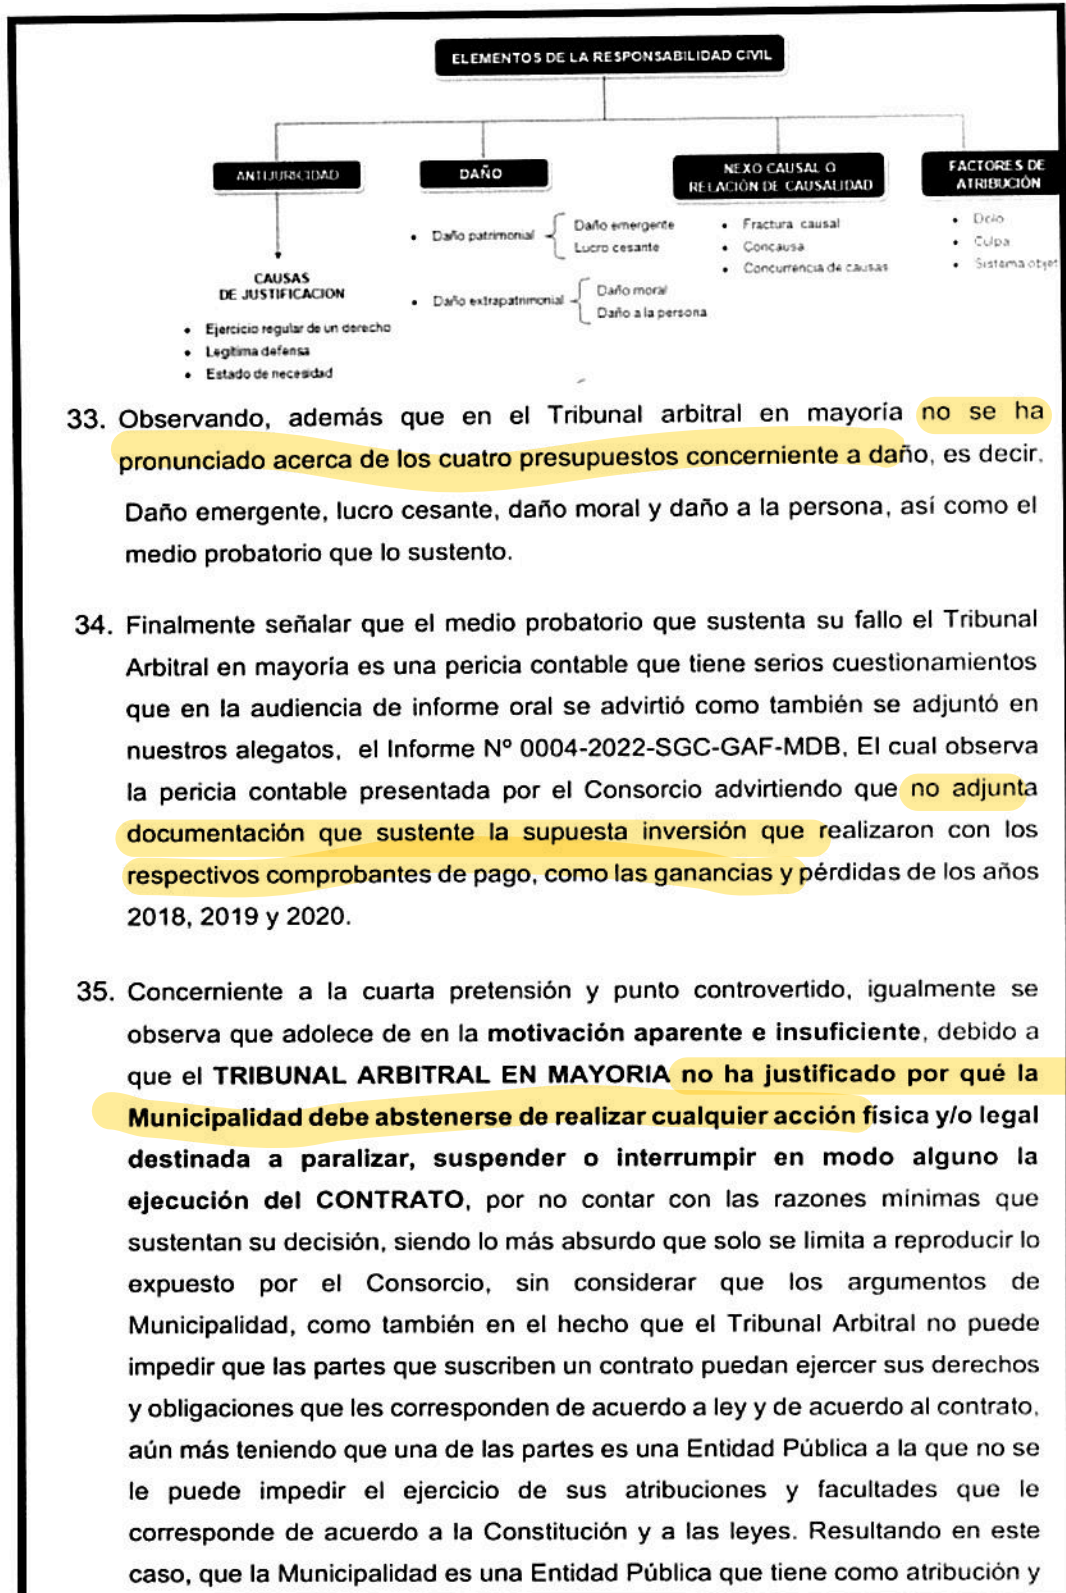 ELEMENTOS DE LA RESPONSABILIDAD CIVIL
ANTIJURICIDAD
DAÑO
NEXO CAUSAL O
RELACIÓN DE CAUSALIDAD
FACTORES DE
ATRIBUCIÓN
• Daño patrimonial
Daño emergente
Lucro cesante
• Daño extrapatrimonial
Daño moral
Daño a la persona
• Fractura causal
• Concausa
• Concurrencia de causas
• Dolo
• Culpa
• Sistema objet
CAUSAS
DE JUSTIFICACION
• Ejercicio regular de un derecho
• Legitima defensa
• Estado de necesidad
33. Observando, además que en el Tribunal arbitral en mayoría no se ha
pronunciado acerca de los cuatro presupuestos concerniente a daño, es decir.
Daño emergente, lucro cesante, daño moral y daño a la persona, así como el
medio probatorio que lo sustento.
34. Finalmente señalar que el medio probatorio que sustenta su fallo el Tribunal
Arbitral en mayoría es una pericia contable que tiene serios cuestionamientos
que en la audiencia de informe oral se advirtió como también se adjuntó en
nuestros alegatos, el Informe Nº 0004-2022-SGC-GAF-MDB, El cual observa
la pericia contable presentada por el Consorcio advirtiendo que no adjunta
documentación que sustente la supuesta inversión que realizaron con los
respectivos comprobantes de pago, como las ganancias y pérdidas de los años
2018, 2019 y 2020.
35. Concerniente a la cuarta pretensión y punto controvertido, igualmente se
observa que adolece de en la motivación aparente e insuficiente, debido a
que el TRIBUNAL ARBITRAL EN MAYORIA no ha justificado por qué la
Municipalidad debe abstenerse de realizar cualquier acción física y/o legal
destinada a paralizar, suspender o interrumpir en modo alguno la
ejecución del CONTRATO, por no contar con las razones mínimas que
sustentan su decisión, siendo lo más absurdo que solo se limita a reproducir lo
expuesto por el Consorcio, sin considerar que los argumentos de
Municipalidad, como también en el hecho que el Tribunal Arbitral no puede
impedir que las partes que suscriben un contrato puedan ejercer sus derechos
y obligaciones que les corresponden de acuerdo a ley y de acuerdo al contrato,
aún más teniendo que una de las partes es una Entidad Pública a la que no se
le puede impedir el ejercicio de sus atribuciones y facultades que le
corresponde de acuerdo a la Constitución y a las leyes. Resultando en este
caso, que la Municipalidad es una Entidad Pública que tiene como atribución y